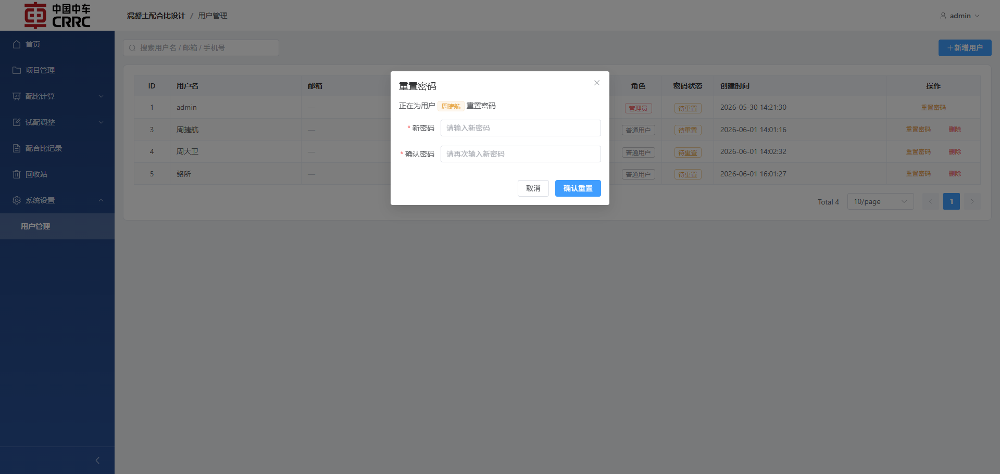 中国中车
CRRC
混凝土配合比设计 / 用户管理
admin
首页
项目管理
配比计算
试配调整
配合比记录
回收站
系统设置
用户管理
搜索用户名 / 邮箱 / 手机号
+新增用户
ID 用户名 邮箱 角色 密码状态 创建时间 操作
1 admin — 管理员 待重置 2026-05-30 14:21:30 重置密码
3 周捷航 — 普通用户 待重置 2026-06-01 14:01:16 重置密码 删除
4 周大卫 — 普通用户 待重置 2026-06-01 14:02:32 重置密码 删除
5 骆所 — 普通用户 待重置 2026-06-01 16:01:27 重置密码 删除
Total 4 10/page 1
重置密码
正在为用户 周捷航 重置密码
* 新密码 请输入新密码
* 确认密码 请再次输入新密码
取消 确认重置